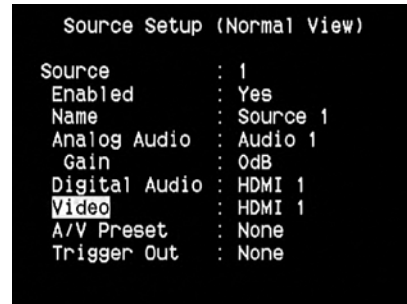 Source Setup (Normal View)
Source : 1
Enabled : Yes
Name : Source 1
Analog Audio : Audio 1
Gain : 0dB
Digital Audio : HDMI 1
Video : HDMI 1
A/V Preset : None
Trigger Out : None